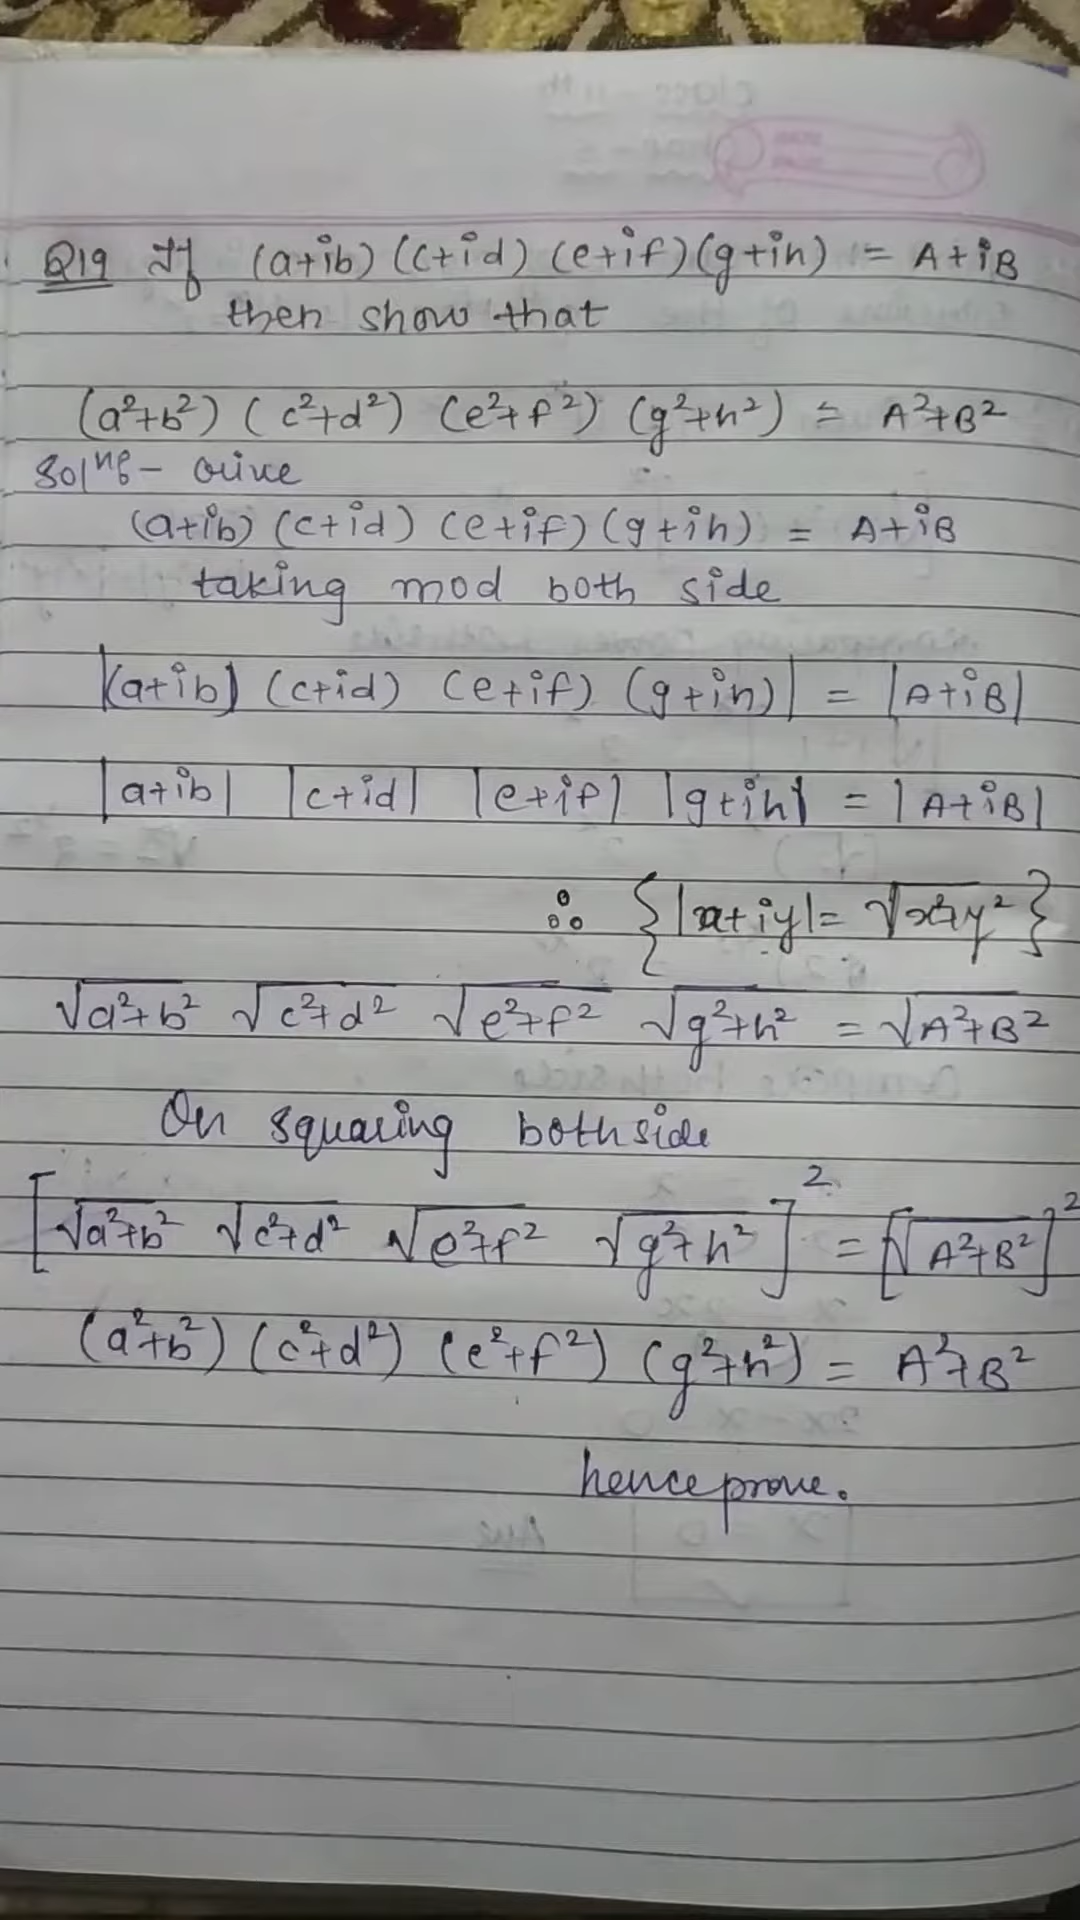 Q19 If (a+ib) (c+id) (e+if) (g+ih) = A+iB
then show that
(a²+b²) (c²+d²) (e²+f²) (g²+h²) = A²+B²
Solⁿ:- Give
(a+ib) (c+id) (e+if) (g+ih) = A+iB
taking mod both side
|(a+ib) (c+id) (e+if) (g+ih)| = |A+iB|
|a+ib| |c+id| |e+if| |g+ih| = |A+iB|
∴ {|x+iy| = √x²+y²}
√a²+b² √c²+d² √e²+f² √g²+h² = √A²+B²
On squaring both side
[√a²+b² √c²+d² √e²+f² √g²+h²]² = [√A²+B²]²
(a²+b²) (c²+d²) (e²+f²) (g²+h²) = A²+B²
hence prove.